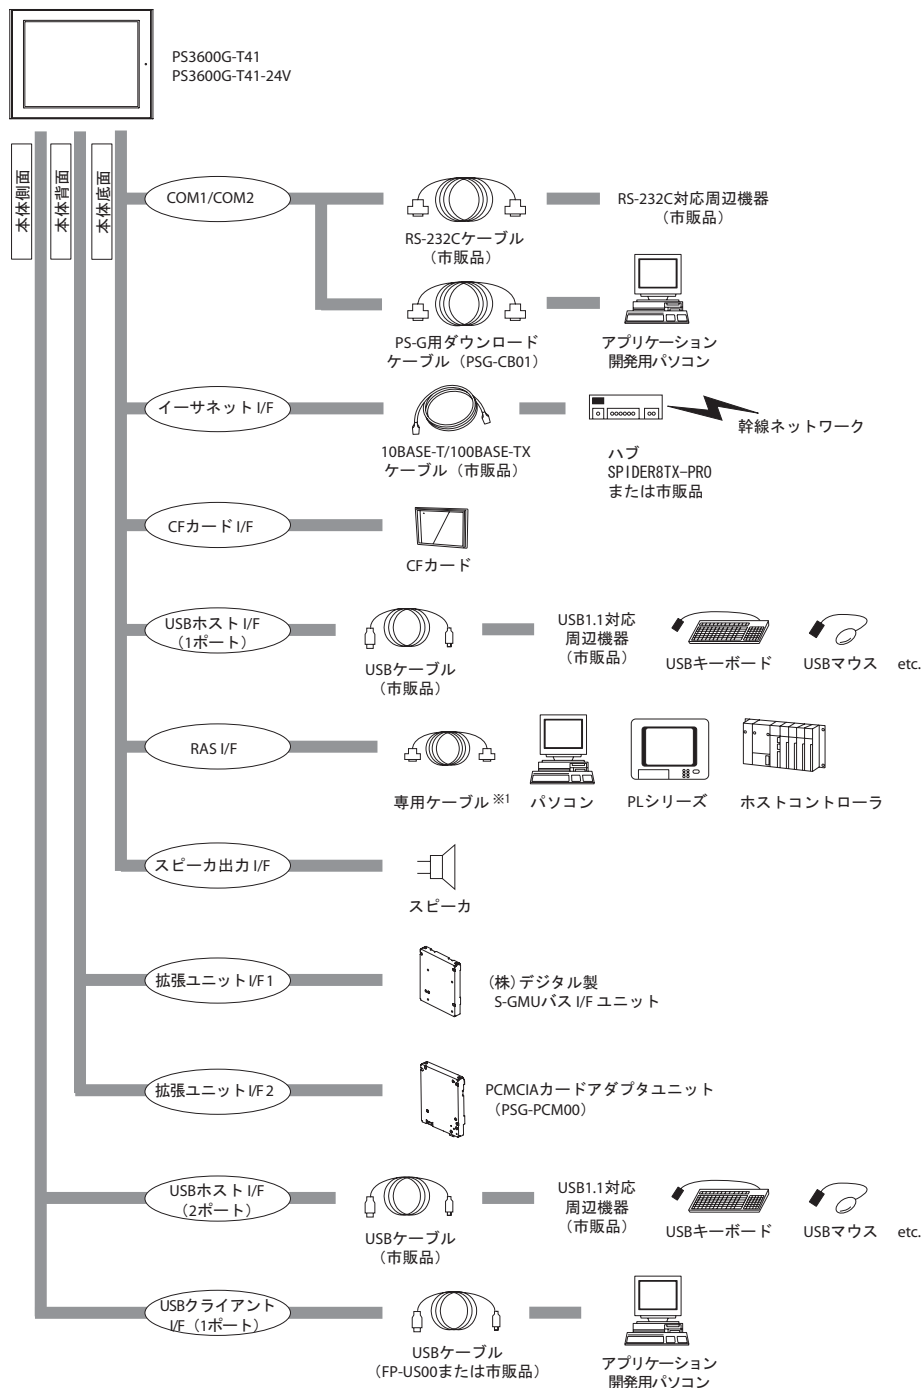 PS3600G-T41
PS3600G-T41-24V
本体側面
本体背面
本体底面
COM1/COM2
RS-232Cケーブル
（市販品）
RS-232C対応周辺機器
（市販品）
PS-G用ダウンロード
ケーブル（PSG-CB01）
アプリケーション
開発用パソコン
イーサネット I/F
10BASE-T/100BASE-TX
ケーブル（市販品）
ハブ
SPIDER8TX-PRO
または市販品
幹線ネットワーク
CFカード I/F
CFカード
USBホスト I/F
（1ポート）
USBケーブル
（市販品）
USB1.1対応
周辺機器
（市販品）
USBキーボード
USBマウス
etc.
RAS I/F
専用ケーブル ※1
パソコン
PLシリーズ
ホストコントローラ
スピーカ出力 I/F
スピーカ
拡張ユニット I/F1
（株）デジタル製
S-GMUバス I/F ユニット
拡張ユニット I/F2
PCMCIAカードアダプタユニット
（PSG-PCM00）
USBホスト I/F
（2ポート）
USBケーブル
（市販品）
USB1.1対応
周辺機器
（市販品）
USBキーボード
USBマウス
etc.
USBクライアント
I/F（1ポート）
USBケーブル
（FP-US00または市販品）
アプリケーション
開発用パソコン